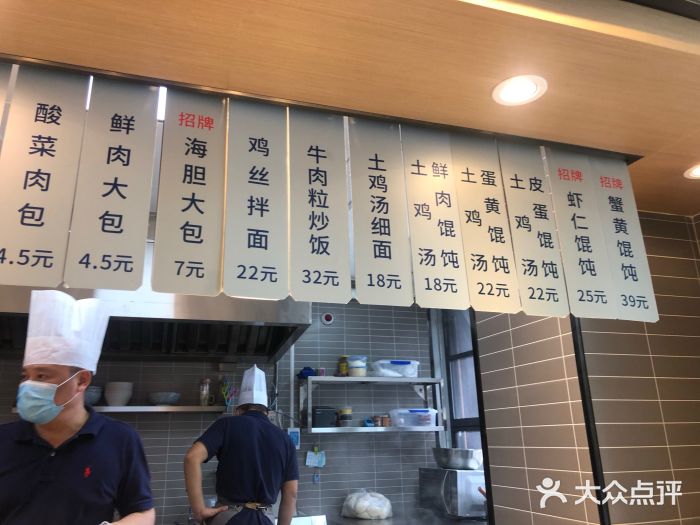 酸菜肉包
4.5元
鲜肉大包
4.5元
招牌
海胆大包
7元
鸡丝拌面
22元
牛肉粒炒饭
32元
土鸡汤细面
18元
土鸡汤
鲜肉馄饨
18元
土鸡汤
蛋黄馄饨
22元
土鸡汤
皮蛋馄饨
22元
招牌
虾仁馄饨
25元
招牌
蟹黄馄饨
39元
大众点评